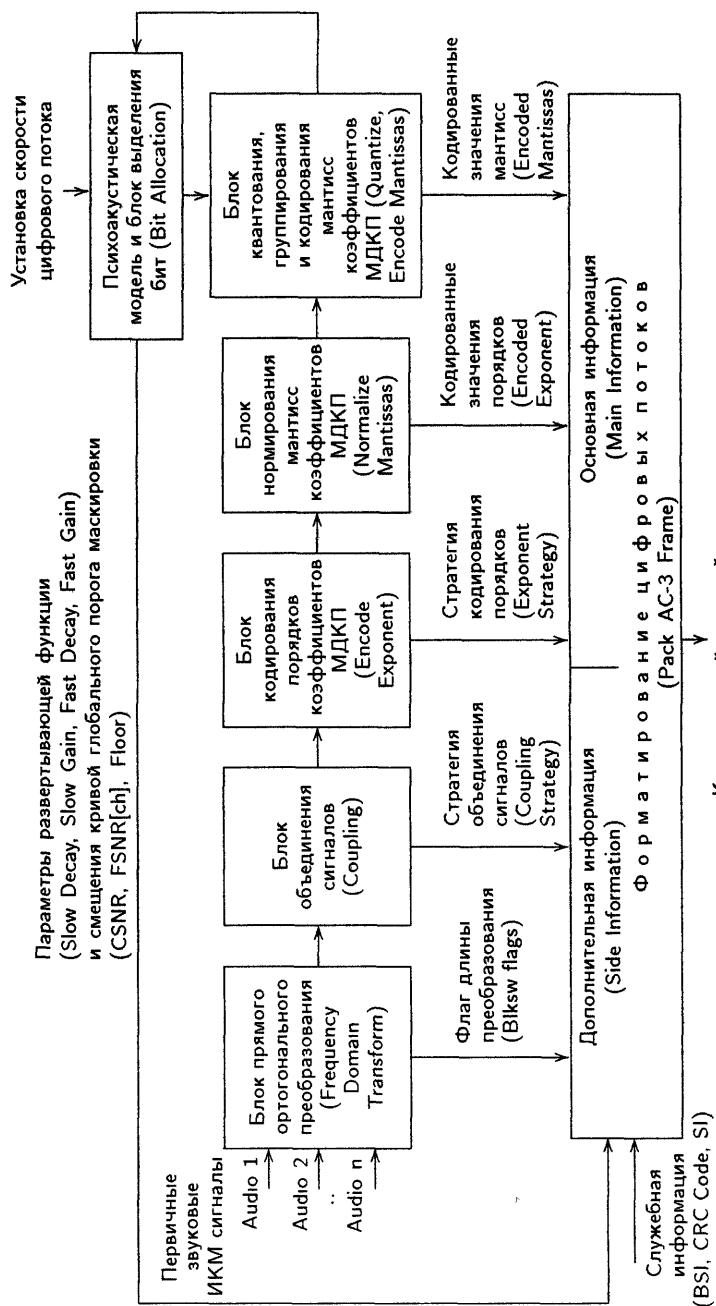 Установка скорости
цифрового потока
Психоакустическая
модель и блок выделения
бит (Bit Allocation)
Параметры развертывающей функции
(Slow Decay, Slow Gain, Fast Decay, Fast Gain)
и смещения кривой глобального порога маскировки
(CSNR, FSNR[ch], Floor)
Первичные
звуковые
ИКМ сигналы
Audio 1
Audio 2
..
Audio n
Блок прямого
ортогонального
преобразования
(Frequency
Domain
Transform)
Блок
объединения
сигналов
(Coupling)
Блок
кодирования
порядков
коэффициентов
МДКП
(Encode
Exponent)
Блок
нормирования
мантисс
коэффициентов
МДКП
(Normalize
Mantissas)
Блок
квантования,
группирования
и кодирования
мантисс
коэффициентов
МДКП (Quantize,
Encode Mantissas)
Флаг длины
преобразования
(Blksw flags)
Стратегия
объединения
сигналов
(Coupling
Strategy)
Стратегия
кодирования
порядков
(Exponent
Strategy)
Кодированные
значения
порядков
(Encoded
Exponent)
Кодированные
значения
мантисс
(Encoded
Mantissas)
Дополнительная информация
(Side Information)
Основная информация
(Main Information)
Форматирование цифровых потоков
(Pack AC-3 Frame)
Служебная
информация
(BSI, CRC Code, SI)